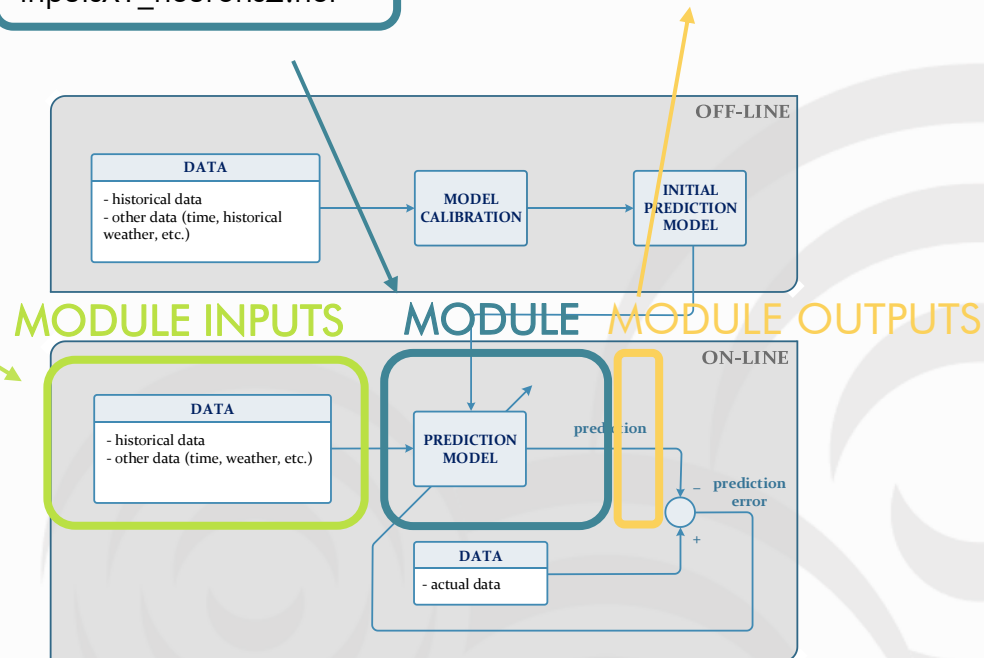 OFF-LINE
DATA
- historical data
- other data (time, historical
weather, etc.)
MODEL
CALIBRATION
INITIAL
PREDICTION
MODEL
MODULE INPUTS
MODULE
MODULE OUTPUTS
ON-LINE
DATA
- historical data
- other data (time, weather, etc.)
PREDICTION
MODEL
prediction
−
prediction
error
+
DATA
- actual data